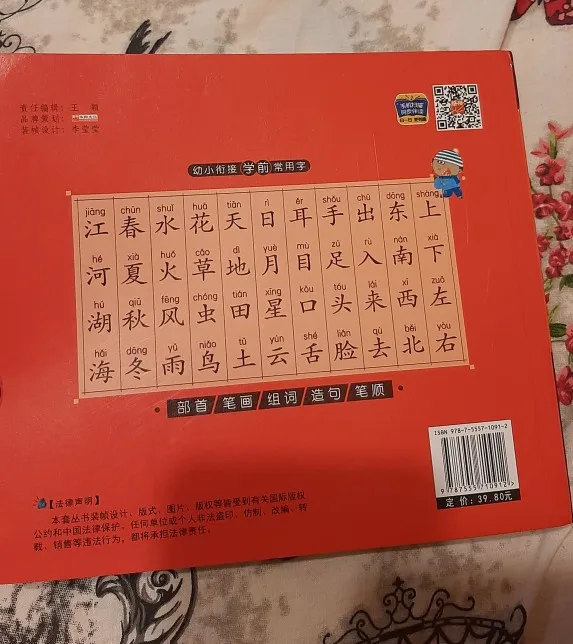 责任编辑：王 颖
品牌策划：
装帧设计：李莹莹
幼小衔接 学前 常用字
jiāng chūn shuǐ huā tiān rì ěr shǒu chū dōng shàng
江 春 水 花 天 日 耳 手 出 东 上
hé xià huǒ cǎo dì yuè mù zú rù nán xià
河 夏 火 草 地 月 目 足 入 南 下
hú qiū fēng chóng tián xīng kǒu tóu lái xī zuǒ
湖 秋 风 虫 田 星 口 头 来 西 左
hǎi dōng yǔ niǎo tǔ yún shé liǎn qù běi yòu
海 冬 雨 鸟 土 云 舌 脸 去 北 右
部首/笔画/组词/造句/笔顺
ISBN 978-7-5557-1091-2
9 787555 710912
定价：39.80元
【法律声明】
本套丛书装帧设计、版式、图片、版权等皆受到有关国际版权
公约和中国法律保护。任何单位或个人非法盗印、仿制、改编、转
载、销售等违法行为，都将承担法律责任。